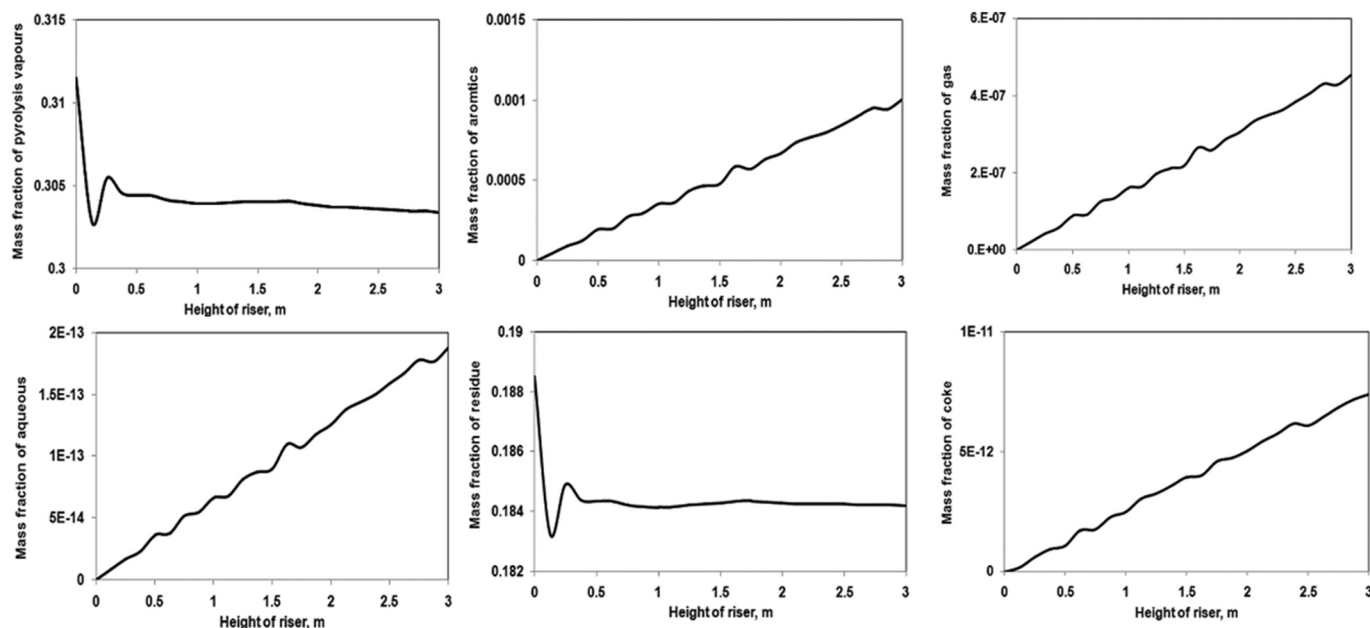 0.315
0.31
0.305
0.3
Mass fraction of pyrolysis vapours
0 0.5 1 1.5 2 2.5 3
Height of riser, m
0.0015
0.001
0.0005
0
Mass fraction of aromtics
0 0.5 1 1.5 2 2.5 3
Height of riser, m
6.E-07
4.E-07
2.E-07
0.E+00
Mass fraction of gas
0 0.5 1 1.5 2 2.5 3
Height of riser, m
2E-13
1.5E-13
1E-13
5E-14
0
Mass fraction of aqueous
0 0.5 1 1.5 2 2.5 3
Height of riser, m
0.19
0.188
0.186
0.184
0.182
Mass fraction of residue
0 0.5 1 1.5 2 2.5 3
Height of riser, m
1E-11
5E-12
0
Mass fraction of coke
0 0.5 1 1.5 2 2.5 3
Height of riser, m